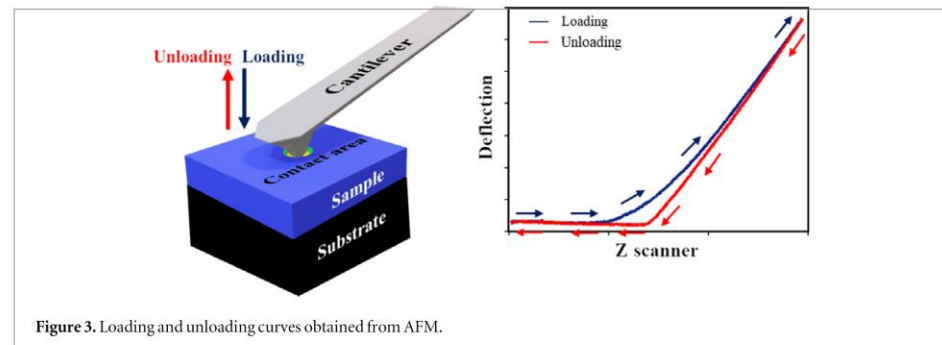 Unloading Loading
Cantilever
Contact area
Sample
Substrate
Loading
Unloading
Deflection
Z scanner
Figure 3. Loading and unloading curves obtained from AFM.